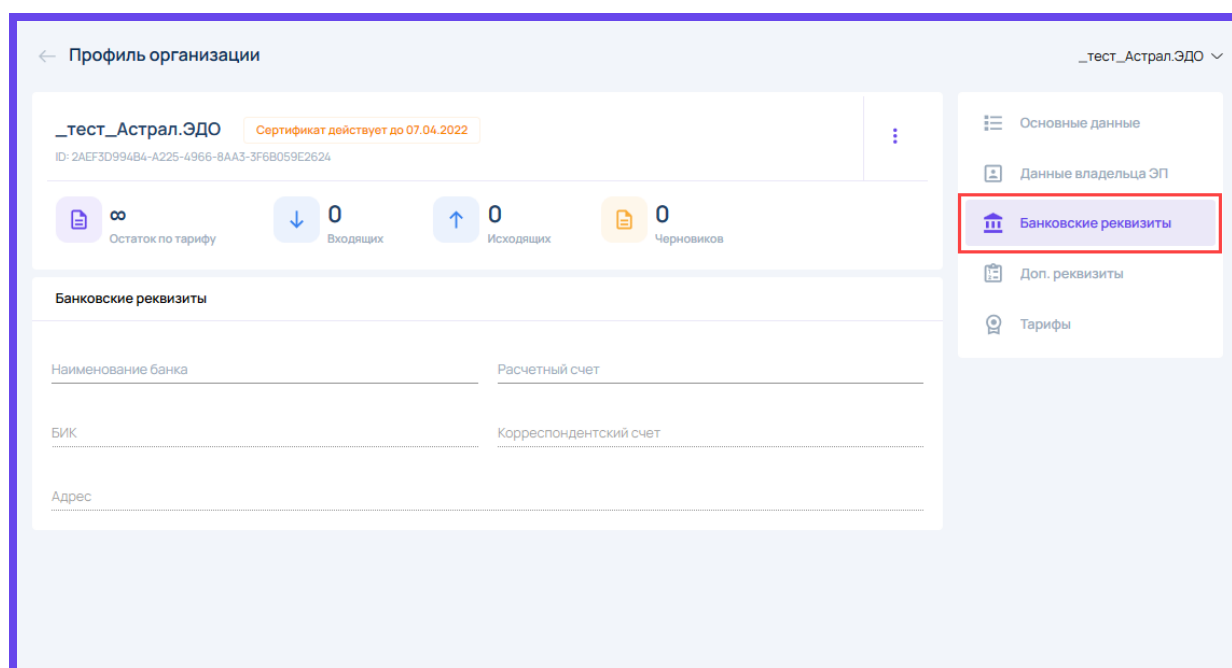 Профиль организации
_тест_Астрал.ЭДО
_тест_Астрал.ЭДО Сертификат действует до 07.04.2022
ID: 2AEF3D994B4-A225-4966-8AA3-3F6B059E2624
∞ 0 0 0
Остаток по тарифу Входящих Исходящих Черновиков
Банковские реквизиты
Наименование банка Расчетный счет
БИК Корреспондентский счет
Адрес
Основные данные
Данные владельца ЭП
Банковские реквизиты
Доп. реквизиты
Тарифы